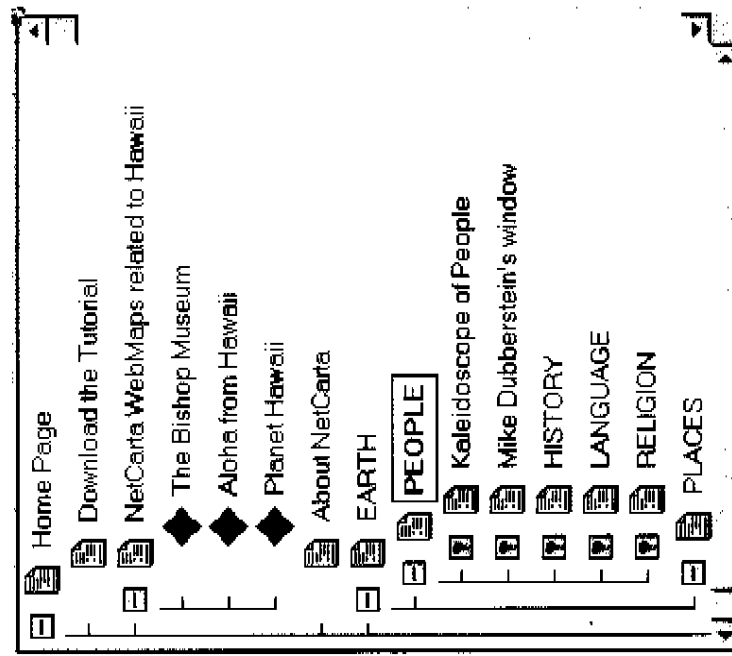 Home Page
Download the Tutorial
NetCarta WebMaps related to Hawaii
The Bishop Museum
Aloha from Hawaii
Planet Hawaii
About NetCarta
EARTH
PEOPLE
Kaleidoscope of People
Mike Dubberstein's window
HISTORY
LANGUAGE
RELIGION
PLACES